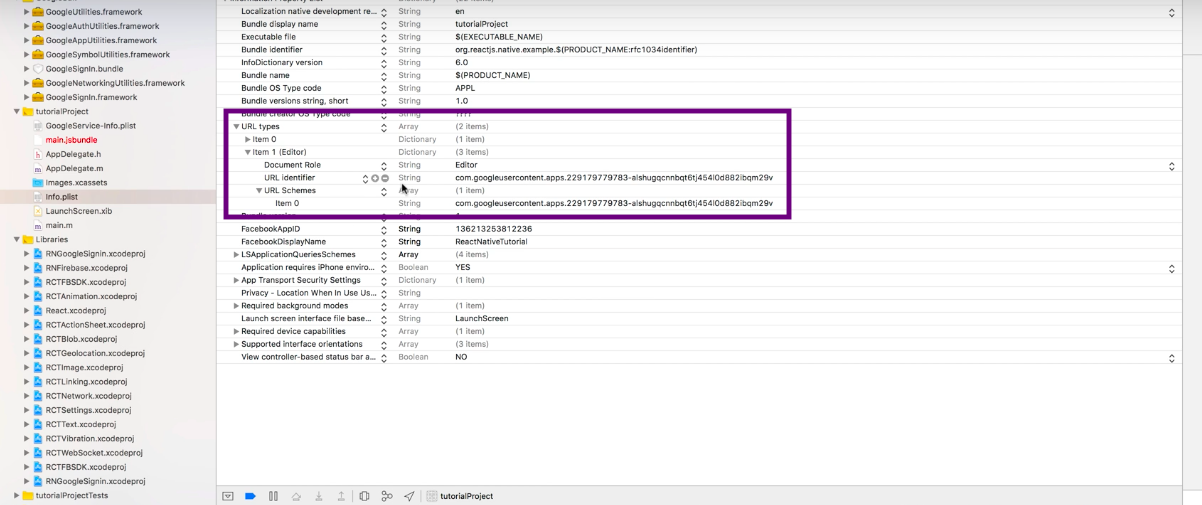 GoogleUtilities.framework
GoogleAuthUtilities.framework
GoogleAppUtilities.framework
GoogleSymbolUtilities.framework
GoogleSignIn.bundle
GoogleNetworkingUtilities.framework
GoogleSignIn.framework
tutorialProject
GoogleService-Info.plist
main.jsbundle
AppDelegate.h
AppDelegate.m
Images.xcassets
Info.plist
LaunchScreen.xib
main.m
Libraries
RNGoogleSignin.xcodeproj
RNFirebase.xcodeproj
RCTFBSDK.xcodeproj
RCTAnimation.xcodeproj
React.xcodeproj
RCTActionSheet.xcodeproj
RCTBlob.xcodeproj
RCTGeolocation.xcodeproj
RCTImage.xcodeproj
RCTLinking.xcodeproj
RCTNetwork.xcodeproj
RCTSettings.xcodeproj
RCTText.xcodeproj
RCTVibration.xcodeproj
RCTWebSocket.xcodeproj
RCTFBSDK.xcodeproj
RNGoogleSignin.xcodeproj
tutorialProjectTests
Localization native development re... String en
Bundle display name String tutorialProject
Executable file String $(EXECUTABLE_NAME)
Bundle identifier String org.reactjs.native.example.$(PRODUCT_NAME:rfc1034identifier)
InfoDictionary version String 6.0
Bundle name String $(PRODUCT_NAME)
Bundle OS Type code String APPL
Bundle versions string, short String 1.0
Bundle creator OS Type code String ????
URL types Array (2 items)
Item 0 Dictionary (1 item)
Item 1 (Editor) Dictionary (3 items)
Document Role String Editor
URL identifier String com.googleusercontent.apps.229179779783-alshugqcnnbqt6tj454l0d882ibqm29v
URL Schemes Array (1 item)
Item 0 String com.googleusercontent.apps.229179779783-alshugqcnnbqt6tj454l0d882ibqm29v
Bundle version String 1
FacebookAppID String 136213253812236
FacebookDisplayName String ReactNativeTutorial
LSApplicationQueriesSchemes Array (4 items)
Application requires iPhone enviro... Boolean YES
App Transport Security Settings Dictionary (1 item)
Privacy - Location When In Use Us... String
Required background modes Array (1 item)
Launch screen interface file base... String LaunchScreen
Required device capabilities Array (1 item)
Supported interface orientations Array (3 items)
View controller-based status bar a... Boolean NO
tutorialProject